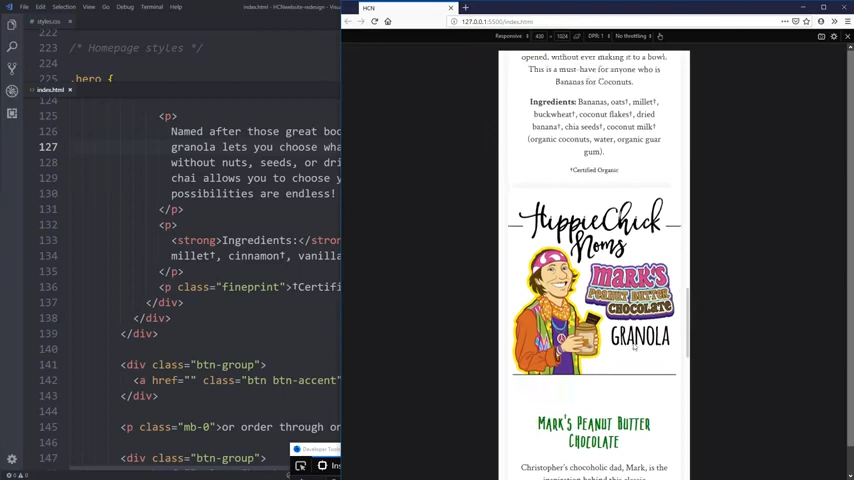 File Edit Selection View Go Debug Terminal Help
index.html - HCNwebsite-redesign - Visual
styles.css ×
222
223 /* Homepage styles */
224
225 .hero {
index.html ×
124
125 <p>
126 Named after those great boo
127 granola lets you choose wha
128 without nuts, seeds, or dri
129 chai allows you to choose y
130 possibilities are endless!
131 </p>
132 <p>
133 <strong>Ingredients:</stron
134 millet†, cinnamon†, vanilla
135 </p>
136 <p class="fineprint">†Certif
137 </div>
138 </div>
139 </div>
140
141 <div class="btn-group">
142 <a href="" class="btn btn-accent"
143 </div>
144
145 <p class="mb-0">or order through on
146
147 <div class="btn-group">
Developer Tools
Ins
HCN
127.0.0.1:5500/index.html
Responsive 430 × 1024 DPR: 1 No throttling
opened, without ever making it to a bowl.
This is a must-have for anyone who is
Bananas for Coconuts.
Ingredients: Bananas, oats†, millet†,
buckwheat†, coconut flakes†, dried
banana†, chia seeds†, coconut milk†
(organic coconuts, water, organic guar
gum).
†Certified Organic
HippieChick
Noms
MARK'S
PEANUT BUTTER
CHOCOLATE
GRANOLA
Mark's Peanut Butter
Chocolate
Christopher's chocoholic dad, Mark, is the
inspiration behind this classic